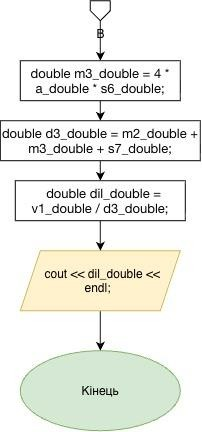 B
double m3_double = 4 *
a_double * s6_double;
double d3_double = m2_double +
m3_double + s7_double;
double dil_double =
v1_double / d3_double;
cout << dil_double <<
endl;
Кінець